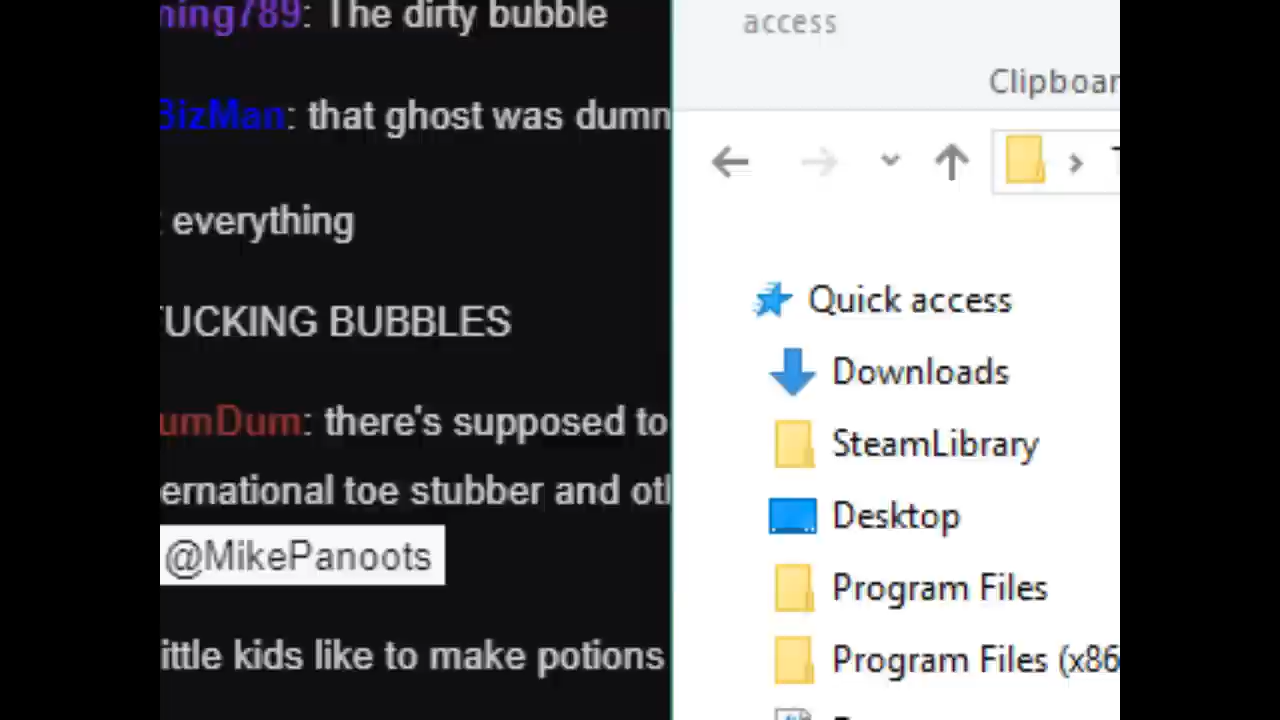 ning789: The dirty bubble
BizMan: that ghost was dumm
: everything
FUCKING BUBBLES
umDum: there's supposed to
ernational toe stubber and oth
@MikePanoots
ittle kids like to make potions
access
Clipboar
Quick access
Downloads
SteamLibrary
Desktop
Program Files
Program Files (x86